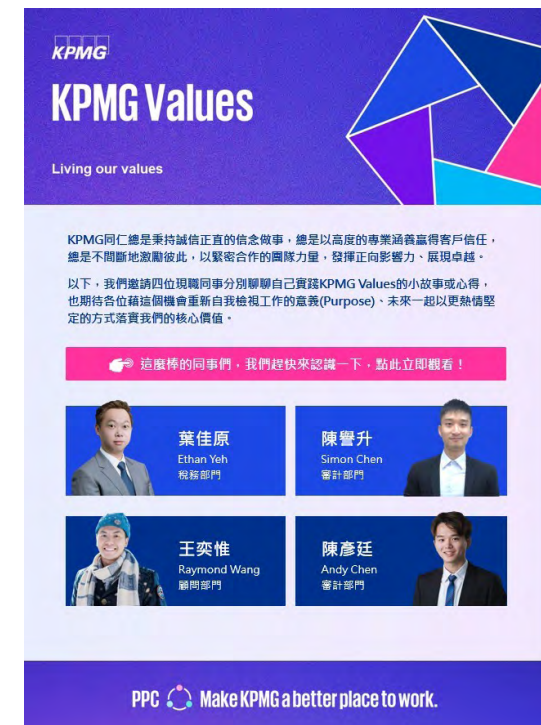 KPMG
KPMG Values
Living our values
KPMG同仁總是秉持誠信正直的信念做事，總是以高度的專業涵義贏得客戶信任，
總是不間斷地激勵彼此，以緊密合作的團隊力量，發揮正向影響力、展現卓越。
以下，我們邀請四位現職同事分別聊聊自己實踐KPMG Values的小故事或心得，
也期待各位藉這個機會重新自我檢視工作的意義(Purpose)、未來一起以更熱情堅
定的方式落實我們的核心價值。
這麼棒的同事們，我們趕快來認識一下，點此立即觀看！
葉佳原
Ethan Yeh
稅務部門
陳譽升
Simon Chen
審計部門
王奕惟
Raymond Wang
顧問部門
陳彥廷
Andy Chen
審計部門
PPC Make KPMG a better place to work.